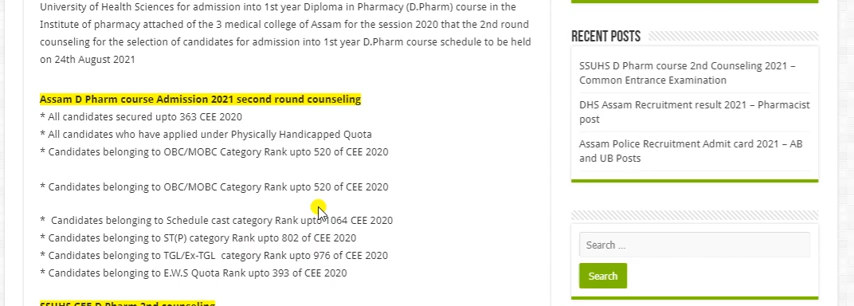 University of Health Sciences for admission into 1st year Diploma in Pharmacy (D.Pharm) course in the
Institute of pharmacy attached of the 3 medical college of Assam for the session 2020 that the 2nd round
counseling for the selection of candidates for admission into 1st year D.Pharm course schedule to be held
on 24th August 2021
Assam D Pharm course Admission 2021 second round counseling
* All candidates secured upto 363 CEE 2020
* All candidates who have applied under Physically Handicapped Quota
* Candidates belonging to OBC/MOBC Category Rank upto 520 of CEE 2020
* Candidates belonging to OBC/MOBC Category Rank upto 520 of CEE 2020
* Candidates belonging to Schedule cast category Rank upto 1064 CEE 2020
* Candidates belonging to ST(P) category Rank upto 802 of CEE 2020
* Candidates belonging to TGL/Ex-TGL category Rank upto 976 of CEE 2020
* Candidates belonging to E.W.S Quota Rank upto 393 of CEE 2020
SSUHS CEE D Pharm 2nd counseling
RECENT POSTS
SSUHS D Pharm course 2nd Counseling 2021 –
Common Entrance Examination
DHS Assam Recruitment result 2021 – Pharmacist
post
Assam Police Recruitment Admit card 2021 – AB
and UB Posts
Search ...
Search